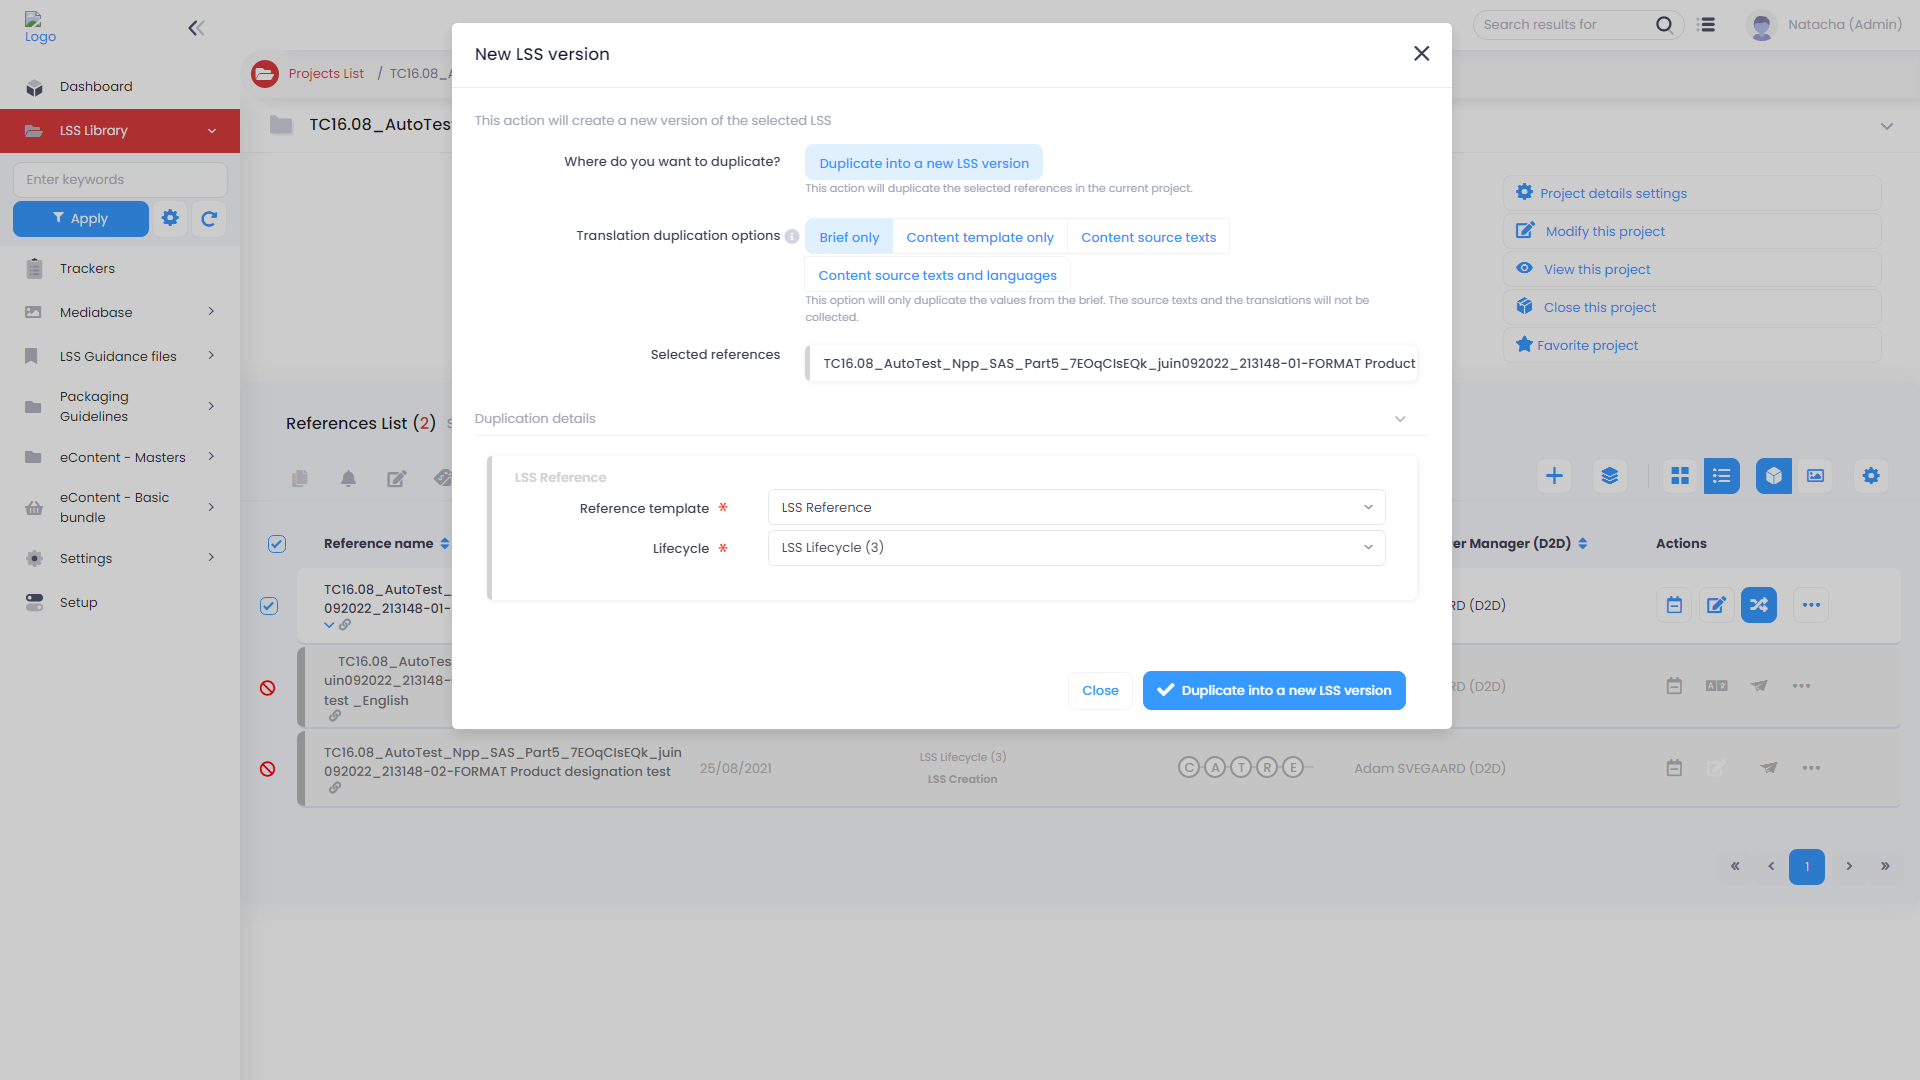 Logo
Dashboard
LSS Library
Enter keywords
Apply
Trackers
Mediabase
LSS Guidance files
Packaging
Guidelines
eContent - Masters
eContent - Basic
bundle
Settings
Setup
Search results for
Natacha (Admin)
Projects List / TC16.08_A
TC16.08_AutoTes
Project details settings
Modify this project
View this project
Close this project
Favorite project
References List (2)
Reference name
er Manager (D2D)
Actions
TC16.08_AutoTest_
092022_213148-01-
RD (D2D)
TC16.08_AutoTes
uin092022_213148-
test _English
RD (D2D)
TC16.08_AutoTest_Npp_SAS_Part5_7EOqCIsEQk_juin
092022_213148-02-FORMAT Product designation test
25/08/2021
LSS Lifecycle (3)
LSS Creation
C A T R E
Adam SVEGAARD (D2D)
1
New LSS version
This action will create a new version of the selected LSS
Where do you want to duplicate?
Duplicate into a new LSS version
This action will duplicate the selected references in the current project.
Translation duplication options
Brief only
Content template only
Content source texts
Content source texts and languages
This option will only duplicate the values from the brief. The source texts and the translations will not be
collected.
Selected references
TC16.08_AutoTest_Npp_SAS_Part5_7EOqCIsEQk_juin092022_213148-01-FORMAT Product
Duplication details
LSS Reference
Reference template *
LSS Reference
Lifecycle *
LSS Lifecycle (3)
Close
Duplicate into a new LSS version